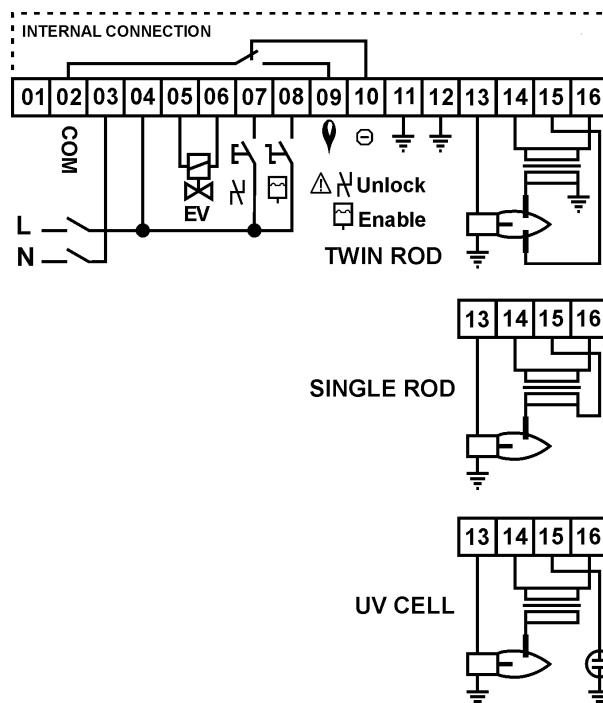 INTERNAL CONNECTION
01 02 03 04 05 06 07 08 09 10 11 12 13 14 15 16
COM
EV
Unlock
Enable
L
N
TWIN ROD
13 14 15 16
SINGLE ROD
13 14 15 16
UV CELL